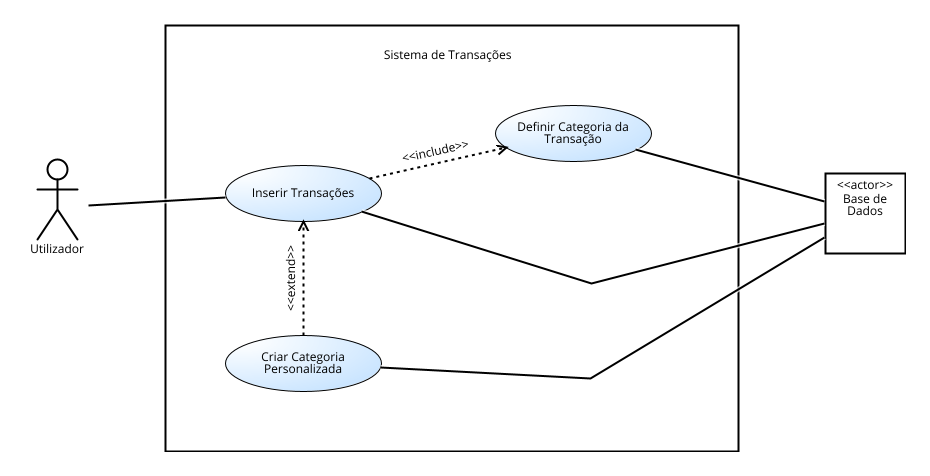 Sistema de Transações
Definir Categoria da
Transação
<<include>>
Inserir Transações
<<actor>>
Base de
Dados
Utilizador
<<extend>>
Criar Categoria
Personalizada